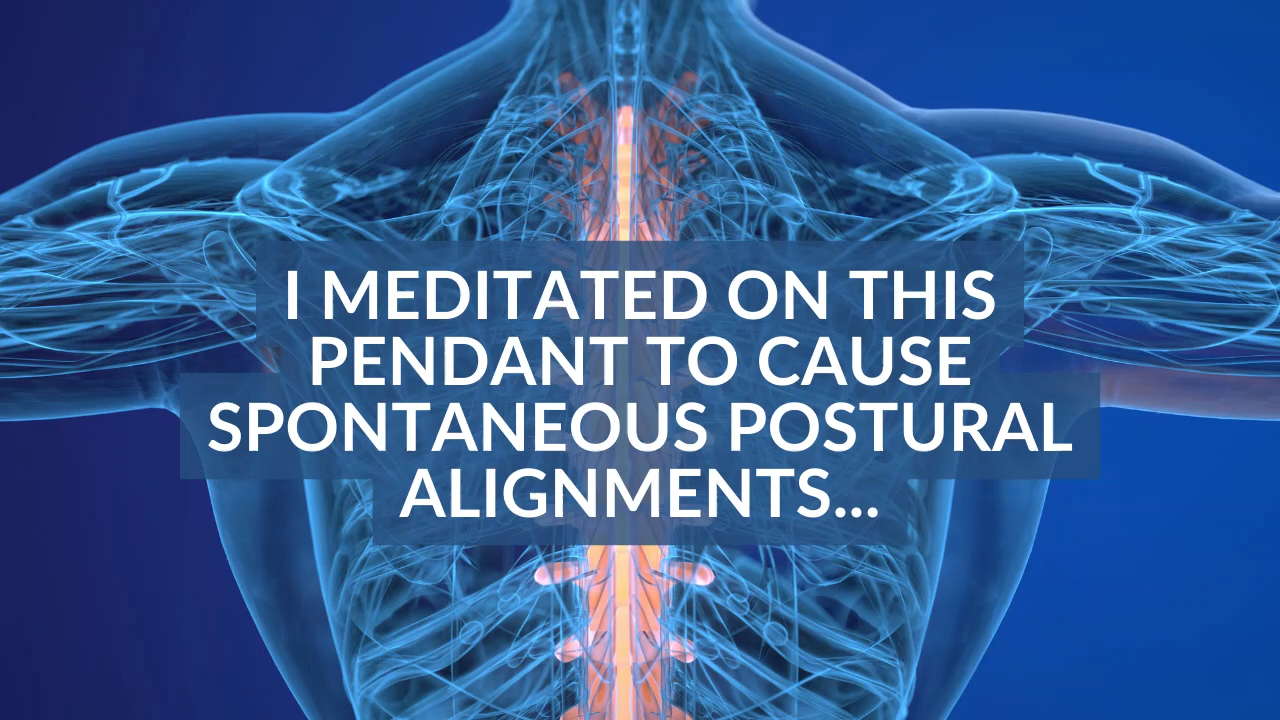 I MEDITATED ON THIS
PENDANT TO CAUSE
SPONTANEOUS POSTURAL
ALIGNMENTS...